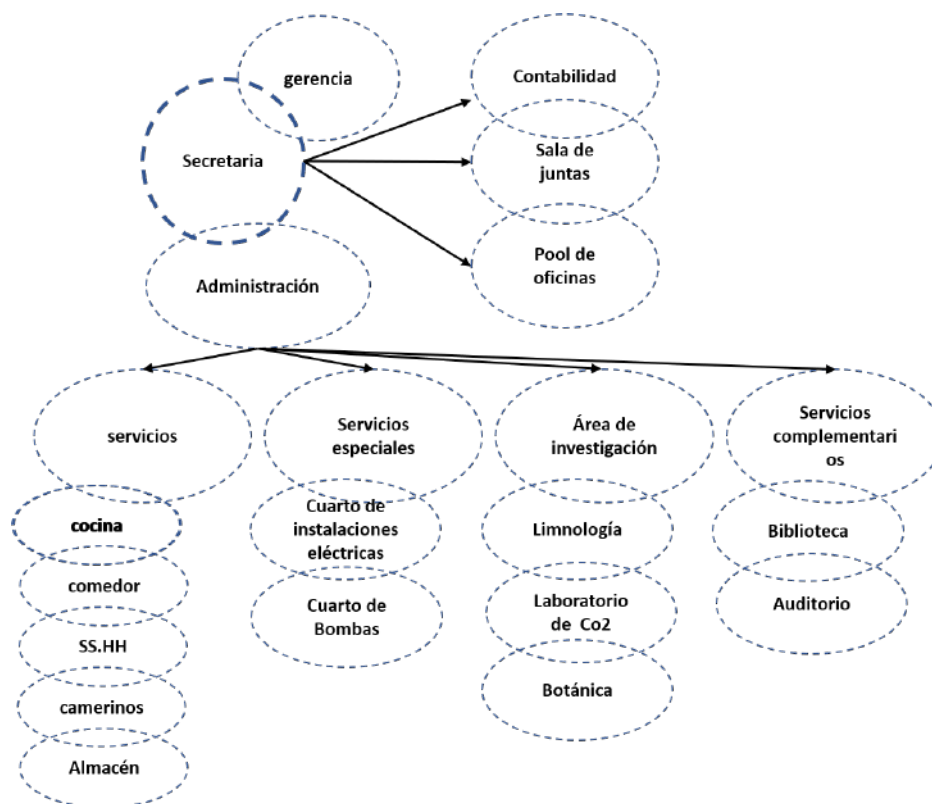 gerencia
Contabilidad
Secretaria
Sala de
juntas
Pool de
oficinas
Administración
servicios
Servicios
especiales
Área de
investigación
Servicios
complementari
os
cocina
Cuarto de
instalaciones
eléctricas
Limnología
Biblioteca
comedor
Cuarto de
Bombas
Laboratorio
de Co2
Auditorio
SS.HH
camerinos
Botánica
Almacén